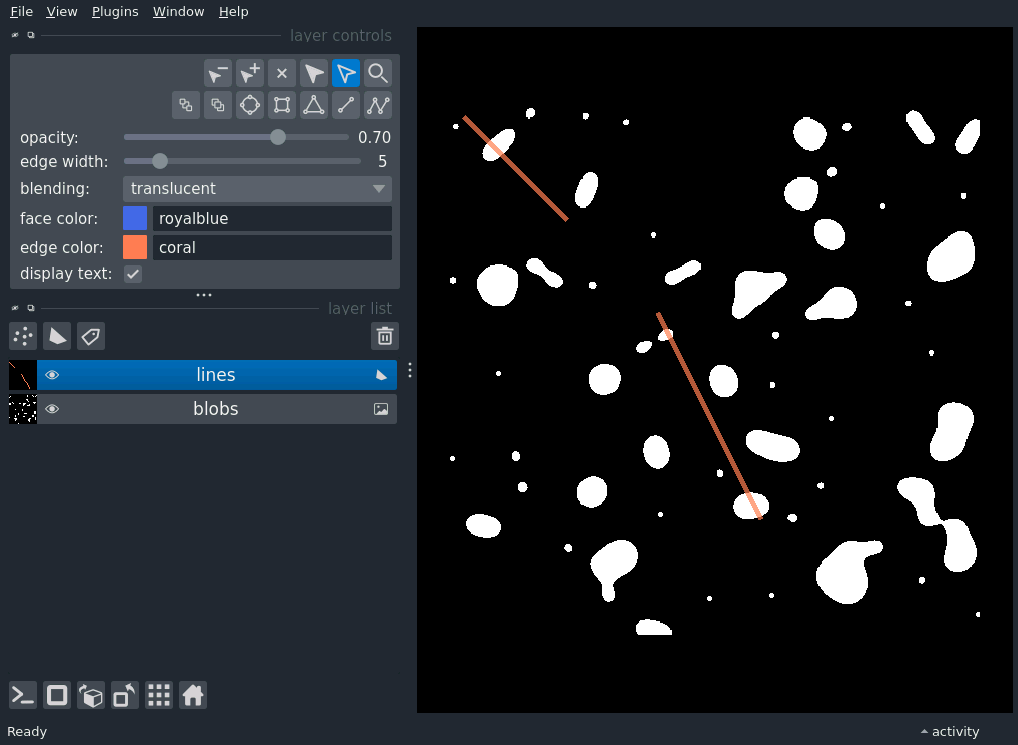 File View Plugins Window Help
layer controls
opacity: 0.70
edge width: 5
blending: translucent
face color: royalblue
edge color: coral
display text:
layer list
lines
blobs
Ready
activity